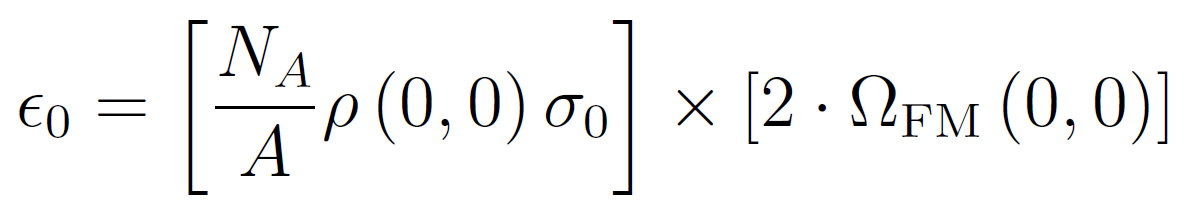 ϵ₀ = [ N_A / A ρ (0, 0) σ₀ ] × [2 · Ω_FM (0, 0)]